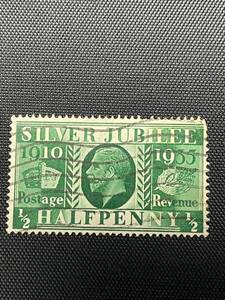 SILVER JUBILEE
1910 1935
Postage Revenue
½ HALFPENNY ½